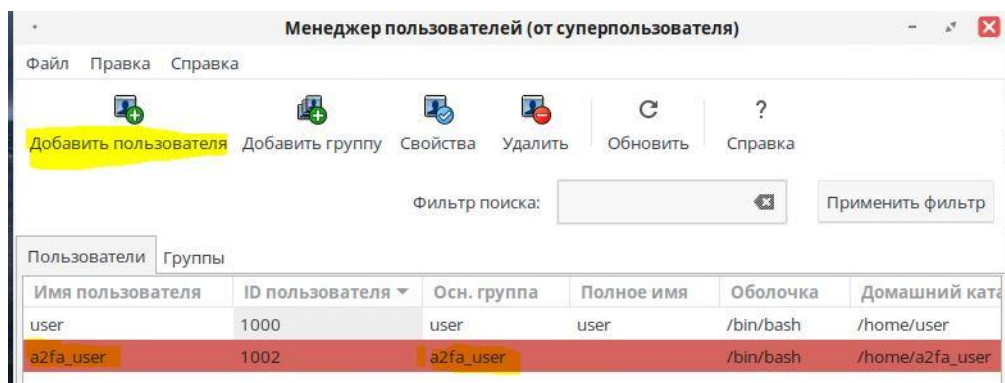 Менеджер пользователей (от суперпользователя)
Файл Правка Справка
Добавить пользователя Добавить группу Свойства Удалить Обновить Справка
Фильтр поиска: Применить фильтр
Пользователи Группы
Имя пользователя ID пользователя Осн. группа Полное имя Оболочка Домашний ката
user 1000 user user /bin/bash /home/user
a2fa_user 1002 a2fa_user /bin/bash /home/a2fa_user